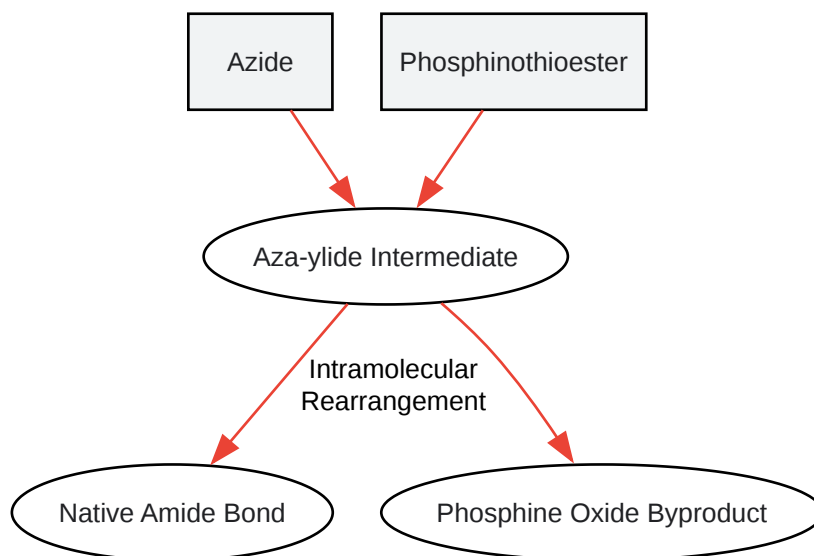 Azide
Phosphinothioester
Aza-ylide Intermediate
Intramolecular
Rearrangement
Native Amide Bond
Phosphine Oxide Byproduct